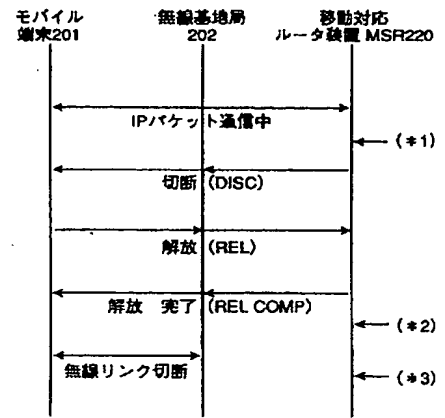 モバイル
端末201
無線基地局
202
移動対応
ルータ装置 MSR220
IPパケット通信中
(*1)
切断 (DISC)
解放 (REL)
解放 完了 (REL COMP)
(*2)
無線リンク切断
(*3)